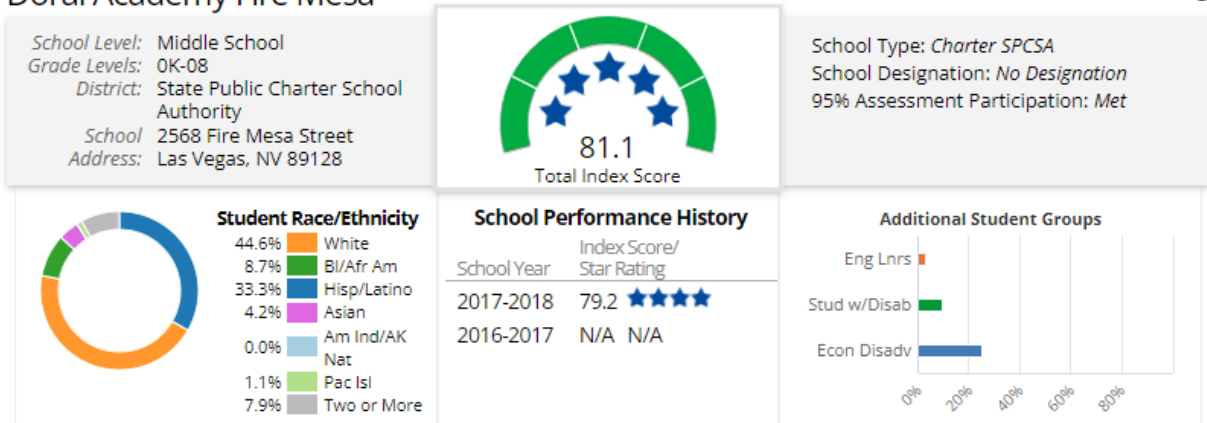 Doral Academy Fire Mesa
School Level: Middle School
Grade Levels: 0K-08
District: State Public Charter School
Authority
School 2568 Fire Mesa Street
Address: Las Vegas, NV 89128
81.1
Total Index Score
School Type: Charter SPCSA
School Designation: No Designation
95% Assessment Participation: Met
Student Race/Ethnicity
44.6% White
8.7% Bl/Afr Am
33.3% Hisp/Latino
4.2% Asian
0.0% Am Ind/AK
Nat
1.1% Pac Isl
7.9% Two or More
School Performance History
Index Score/
School Year Star Rating
2017-2018 79.2
2016-2017 N/A N/A
Additional Student Groups
Eng Lnrs
Stud w/Disab
Econ Disadv
0% 20% 40% 60% 80%